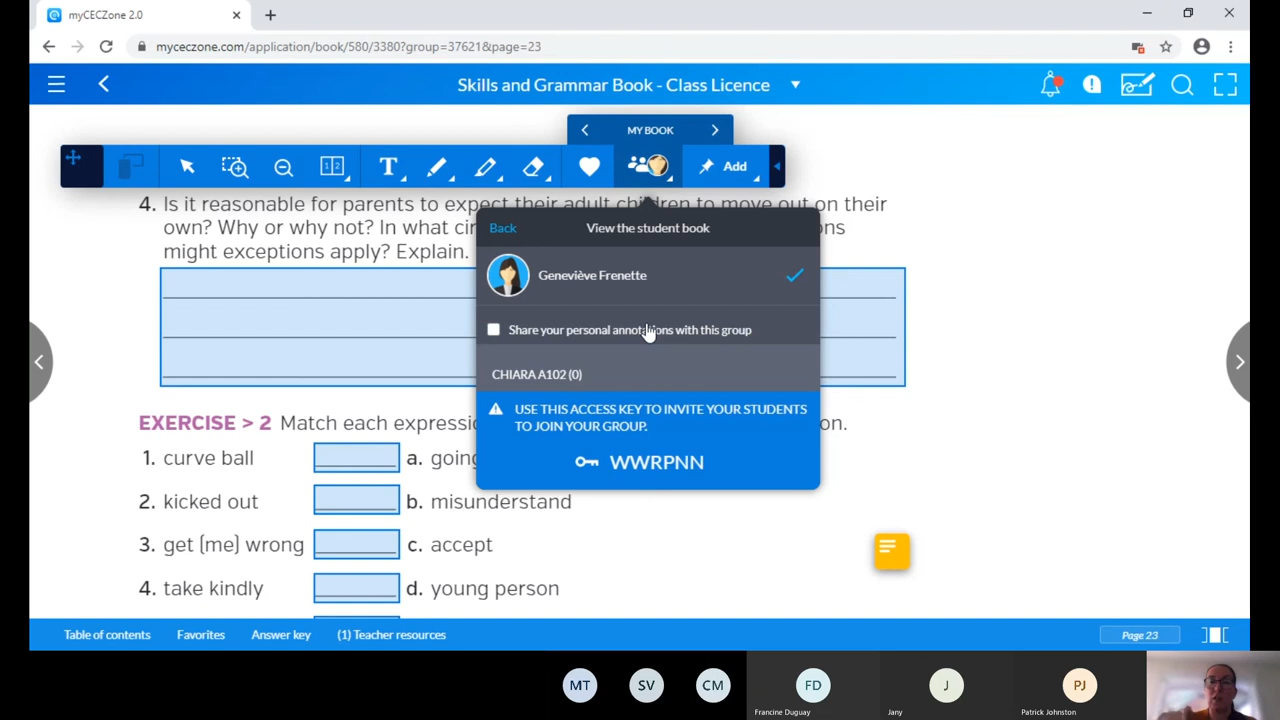 myCECZone 2.0
myceczone.com/application/book/580/3380?group=37621&page=23
Skills and Grammar Book - Class Licence
MY BOOK
1 2
T
Add
4. Is it reasonable for parents to expect their adult children to move out on their
own? Why or why not? In what cir
ons
might exceptions apply? Explain.
Back
View the student book
Geneviève Frenette
Share your personal annotations with this group
CHIARA A102 (0)
USE THIS ACCESS KEY TO INVITE YOUR STUDENTS
TO JOIN YOUR GROUP.
WWRPNN
EXERCISE > 2 Match each expressi
on.
1. curve ball
a. going
2. kicked out
b. misunderstand
3. get (me) wrong
c. accept
4. take kindly
d. young person
Table of contents
Favorites
Answer key
(1) Teacher resources
Page 23
MT
SV
CM
FD
J
PJ
Francine Duguay
Jany
Patrick Johnston